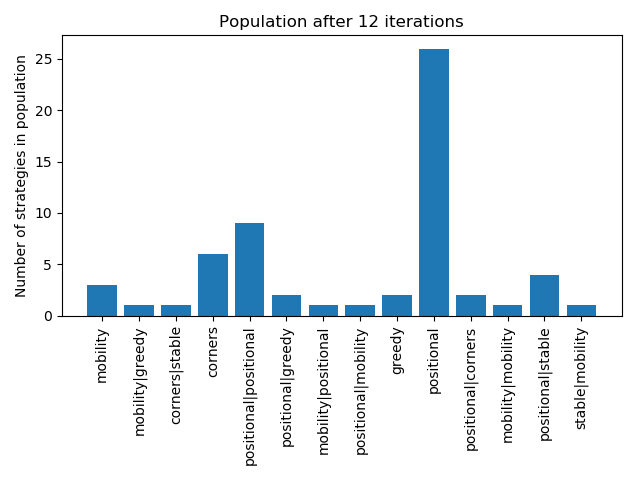 Population after 12 iterations
Number of strategies in population
25
20
15
10
5
0
mobility
mobility|greedy
corners|stable
corners
positional|positional
positional|greedy
mobility|positional
positional|mobility
greedy
positional
positional|corners
mobility|mobility
positional|stable
stable|mobility